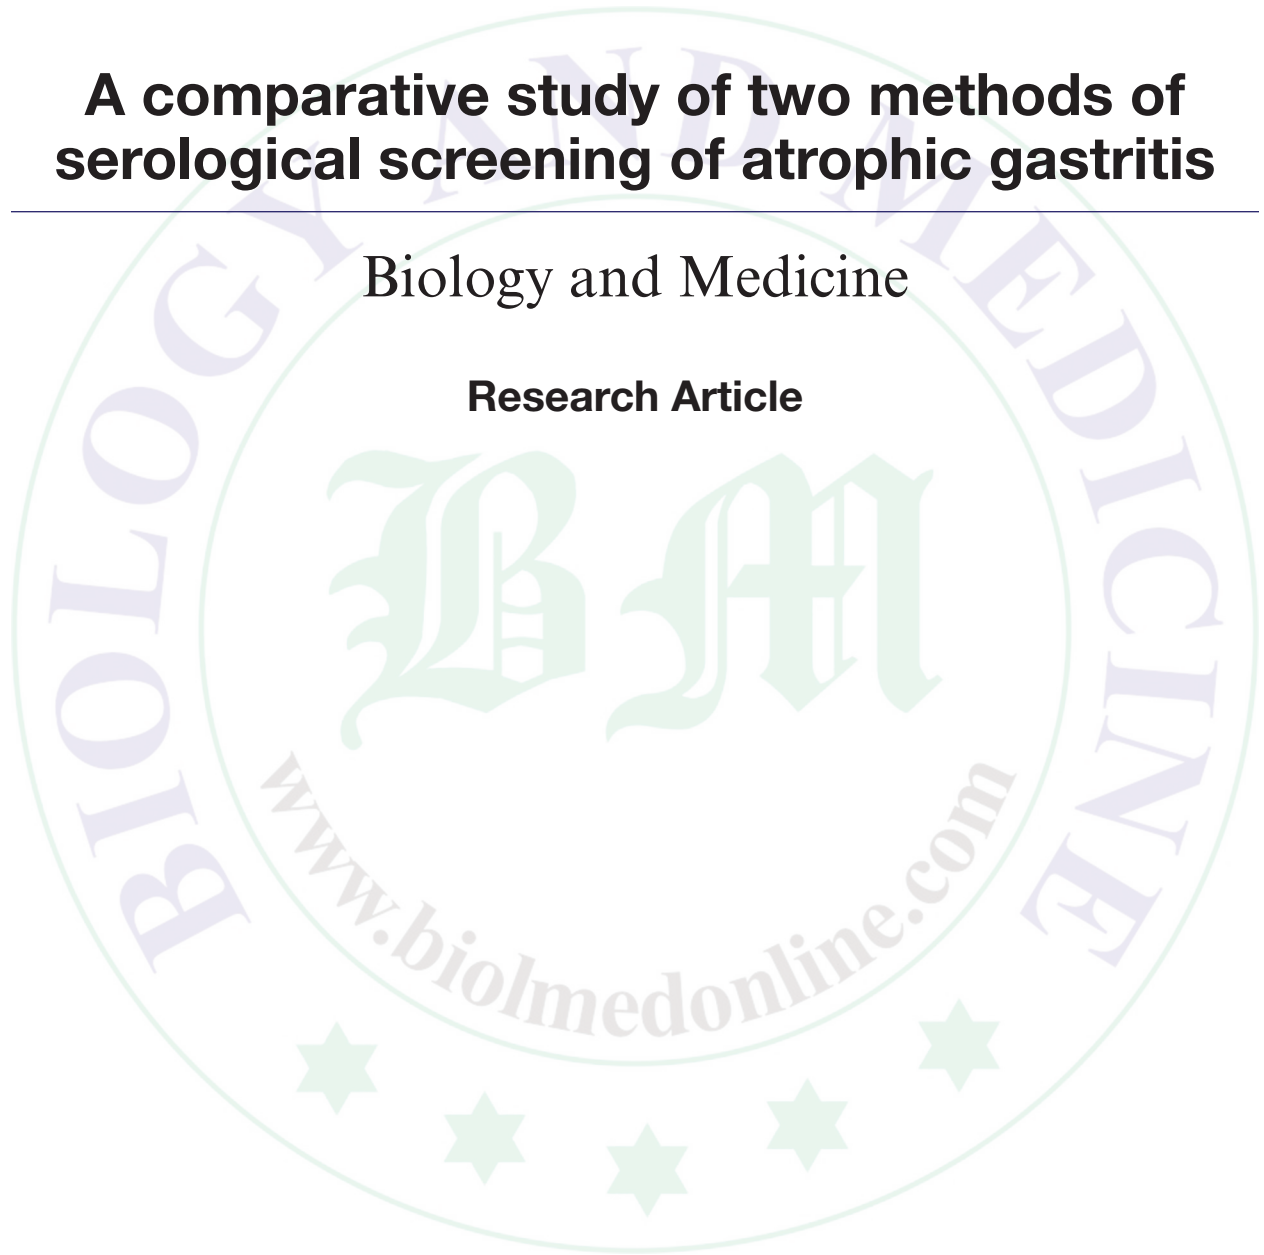 A comparative study of two methods of
serological screening of atrophic gastritis
Biology and Medicine
Research Article
BIOLOGY AND MEDICINE
BM
www.biolmedonline.com